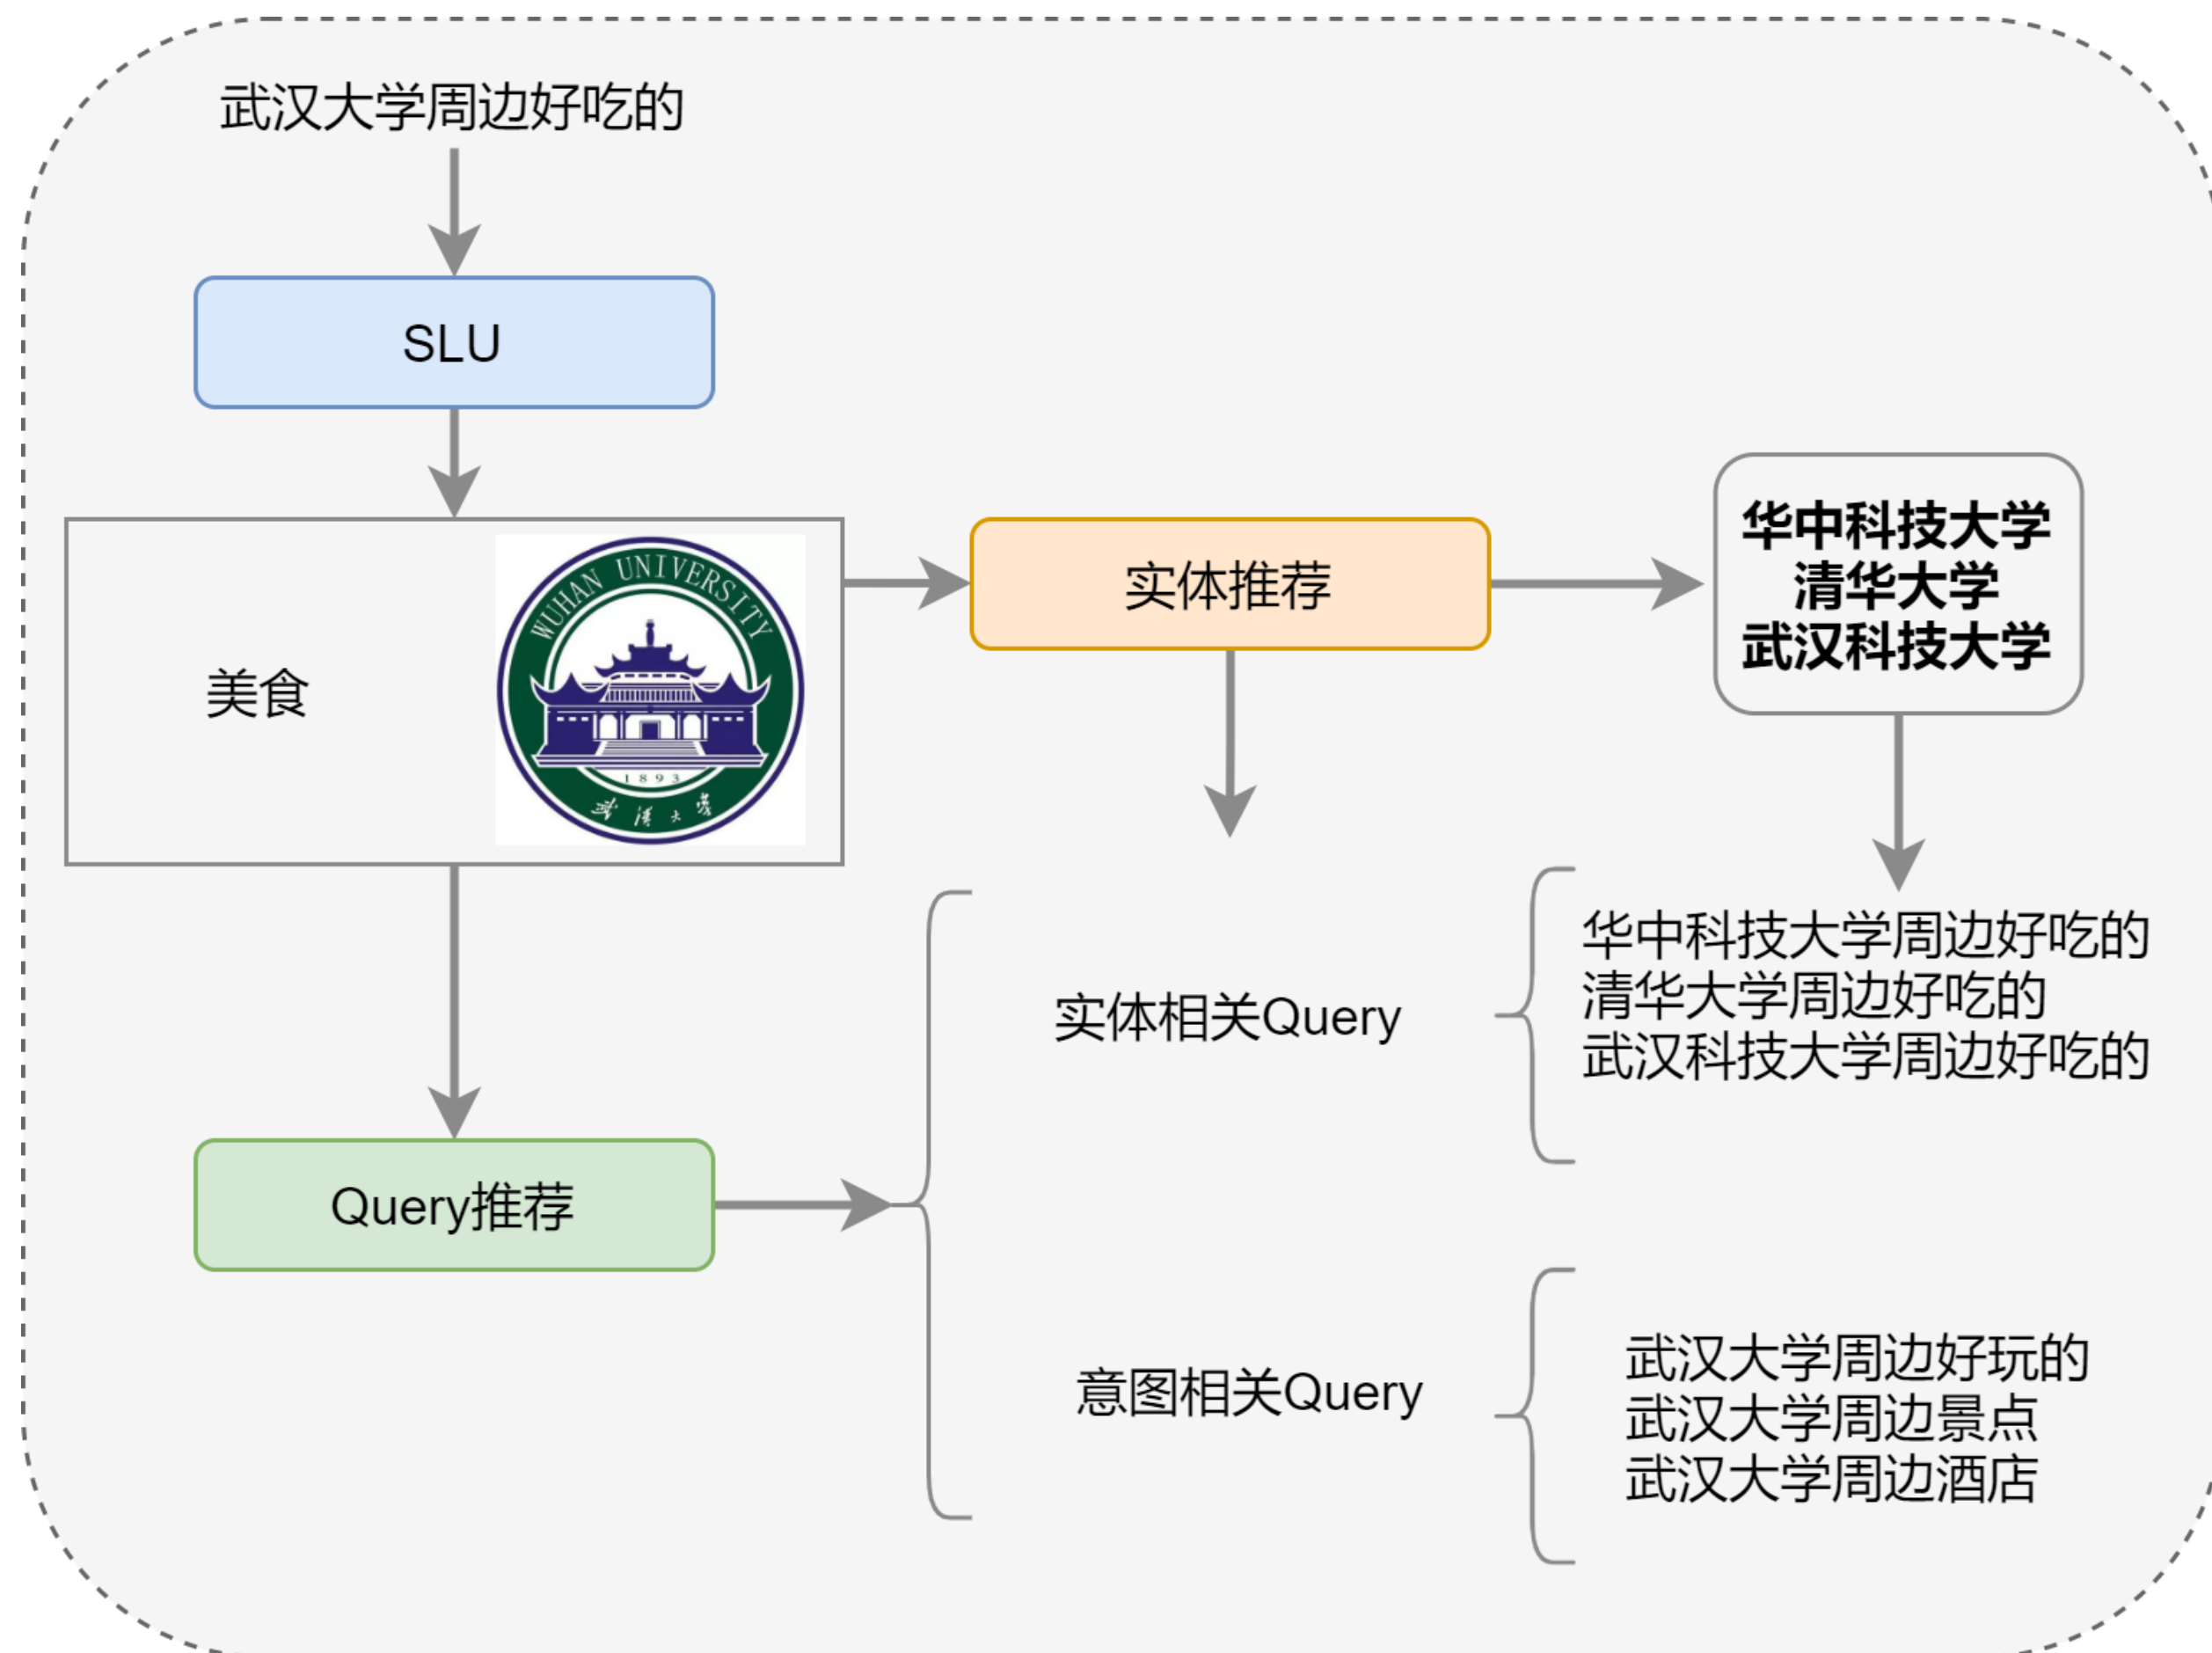 武汉大学周边好吃的
SLU
美食
WUHAN UNIVERSITY
1893
武汉大学
实体推荐
华中科技大学
清华大学
武汉科技大学
Query推荐
实体相关Query
华中科技大学周边好吃的
清华大学周边好吃的
武汉科技大学周边好吃的
意图相关Query
武汉大学周边好玩的
武汉大学周边景点
武汉大学周边酒店